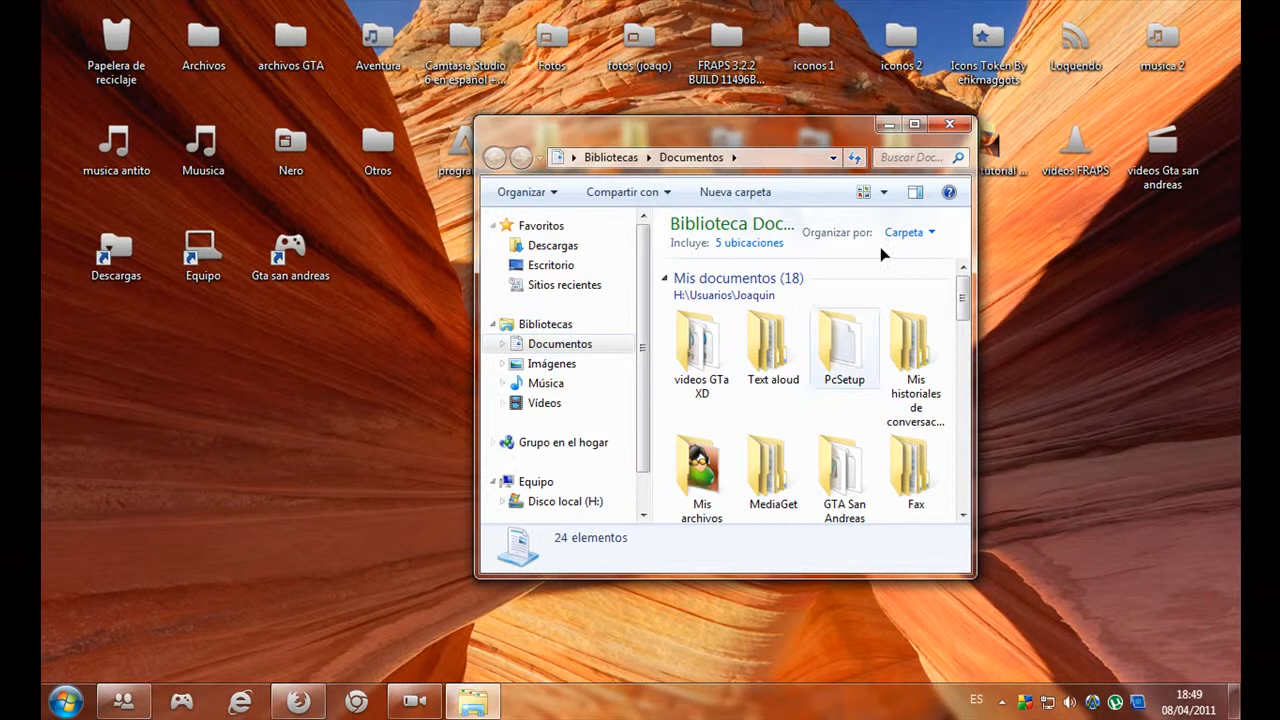 Papelera de
reciclaje
Archivos
archivos GTA
Aventura
Camtasia Studio
6 en español +...
Fotos
fotos (joaqo)
FRAPS 3.2.2
BUILD 11496B...
iconos 1
iconos 2
Icons Token By
erikmaggots
Loquendo
musica 2
musica antito
Muusica
Nero
Otros
progra
tutorial ...
videos FRAPS
videos Gta san
andreas
Descargas
Equipo
Gta san andreas
Bibliotecas
Documentos
Buscar Doc...
Organizar
Compartir con
Nueva carpeta
Favoritos
Descargas
Escritorio
Sitios recientes
Bibliotecas
Documentos
Imágenes
Música
Vídeos
Grupo en el hogar
Equipo
Disco local (H:)
Biblioteca Doc...
Incluye: 5 ubicaciones
Organizar por: Carpeta
Mis documentos (18)
H:\Usuarios\Joaquin
videos GTa
XD
Text aloud
PcSetup
Mis
historiales
de
conversac...
Mis
archivos
MediaGet
GTA San
Andreas
Fax
24 elementos
ES
18:49
08/04/2011